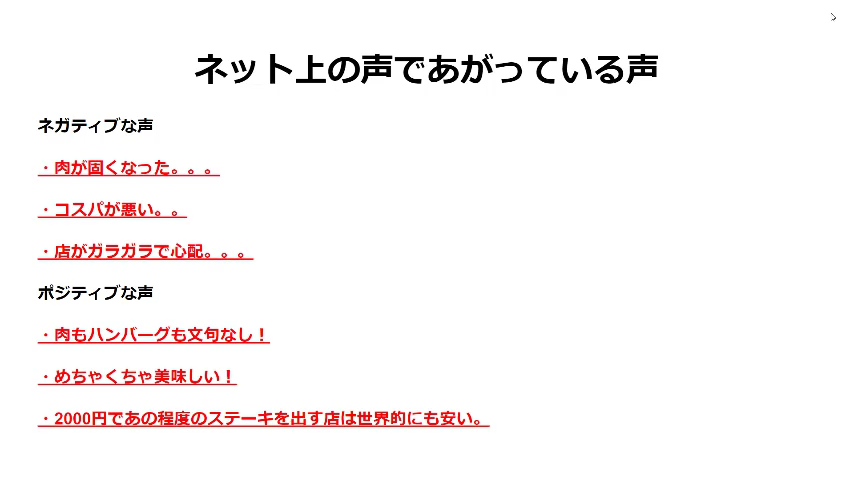 ネット上の声であがっている声
ネガティブな声
・肉が固くなった。。。
・コスパが悪い。。
・店がガラガラで心配。。。
ポジティブな声
・肉もハンバーグも文句なし！
・めちゃくちゃ美味しい！
・2000円であの程度のステーキを出す店は世界的にも安い。